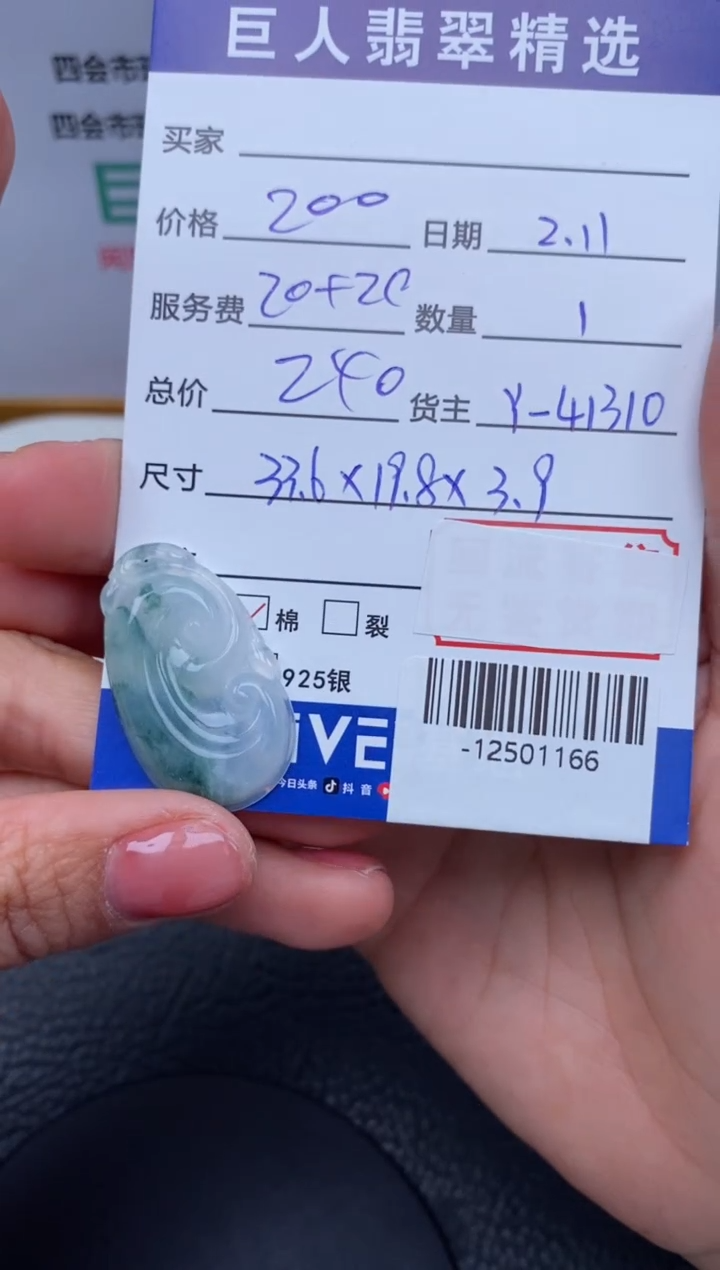 巨人翡翠精选
四会市
四会市
买家
价格 200 日期 2.11
服务费 20+20 数量 1
总价 240 货主 Y-41310
尺寸 33.6×19.8×3.9
棉 裂
925银
iVE
-12501166
今日头条 抖音